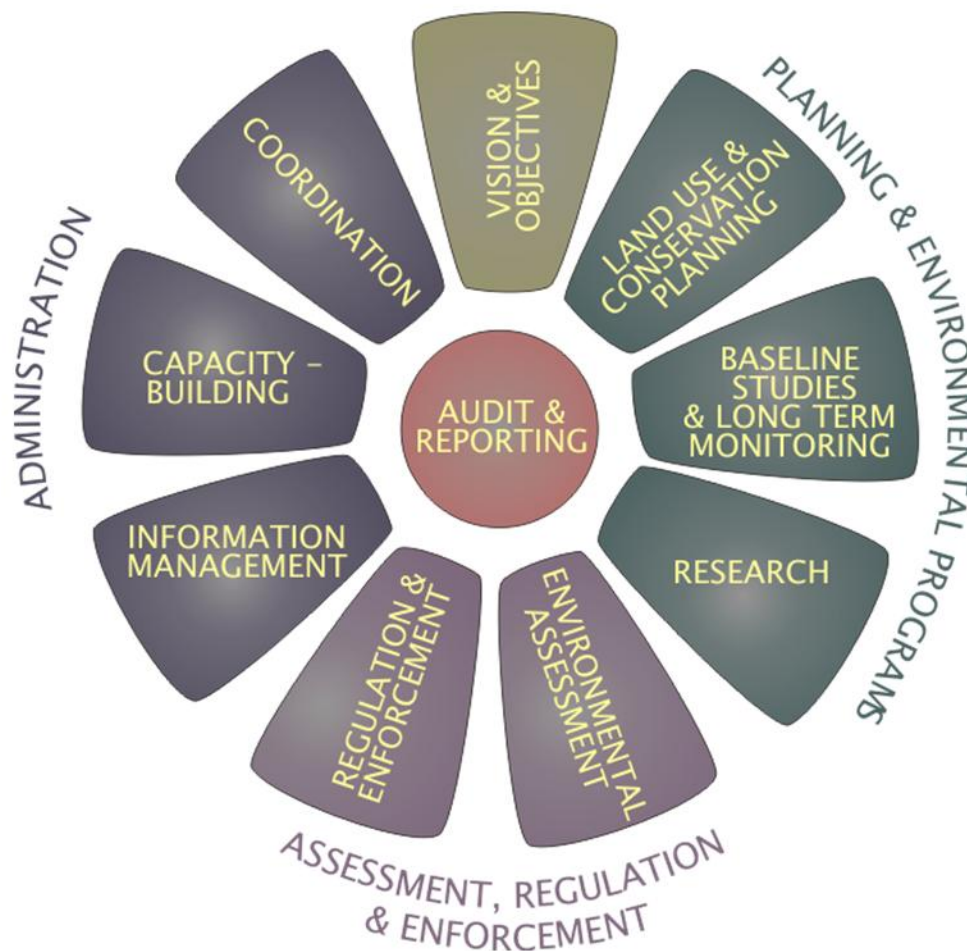 VISION &
OBJECTIVES
LAND USE &
CONSERVATION
PLANNING
BASELINE
STUDIES
& LONG TERM
MONITORING
RESEARCH
PLANNING & ENVIRONMENTAL PROGRAMS
ENVIRONMENTAL
ASSESSMENT
REGULATION &
ENFORCEMENT
ASSESSMENT, REGULATION
& ENFORCEMENT
INFORMATION
MANAGEMENT
CAPACITY –
BUILDING
COORDINATION
ADMINISTRATION
AUDIT &
REPORTING